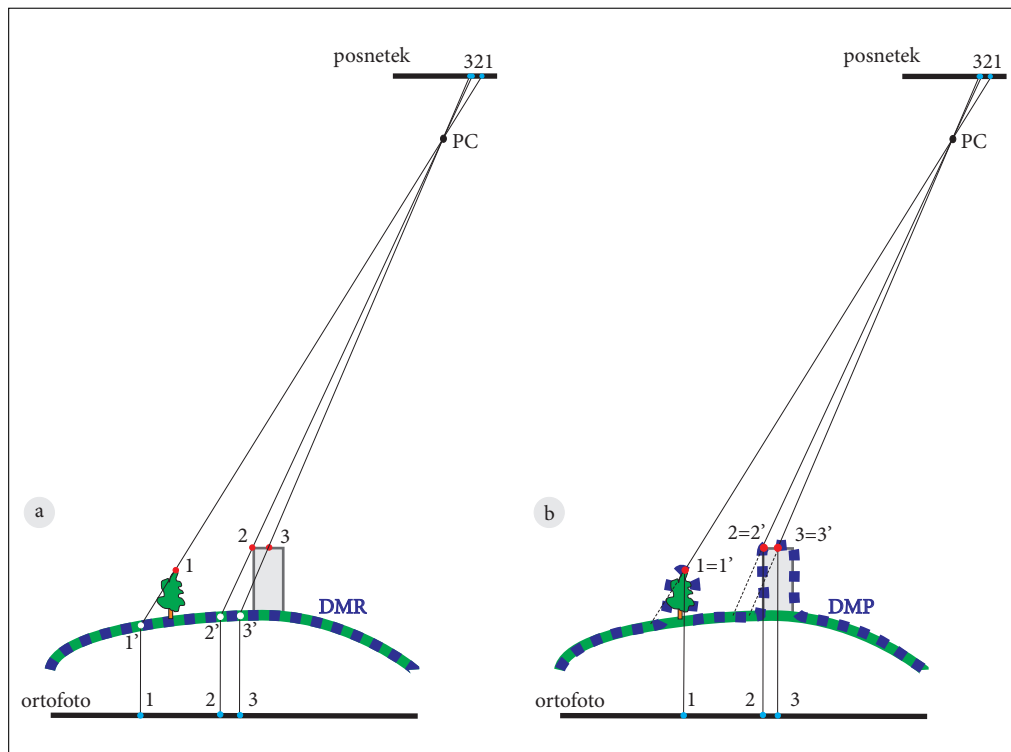 posnetek
321
PC
a
1
2
3
DMR
1’
2’
3’
ortofoto
1
2
3
posnetek
321
PC
b
1=1’
2=2’
3=3’
DMP
ortofoto
1
2
3